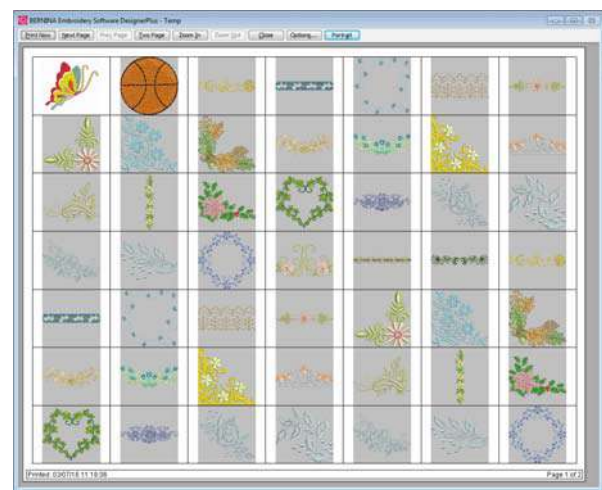 BERNINA Embroidery Software DesignerPlus - Temp
Print Now Next Page Prev Page Two Page Zoom In Zoom Out Close Options... Portrait
Page 1 of 2